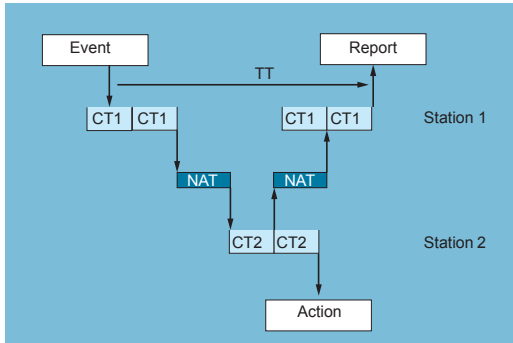 Event
Report
TT
CT1 CT1
CT1 CT1
Station 1
NAT
NAT
CT2 CT2
Station 2
Action